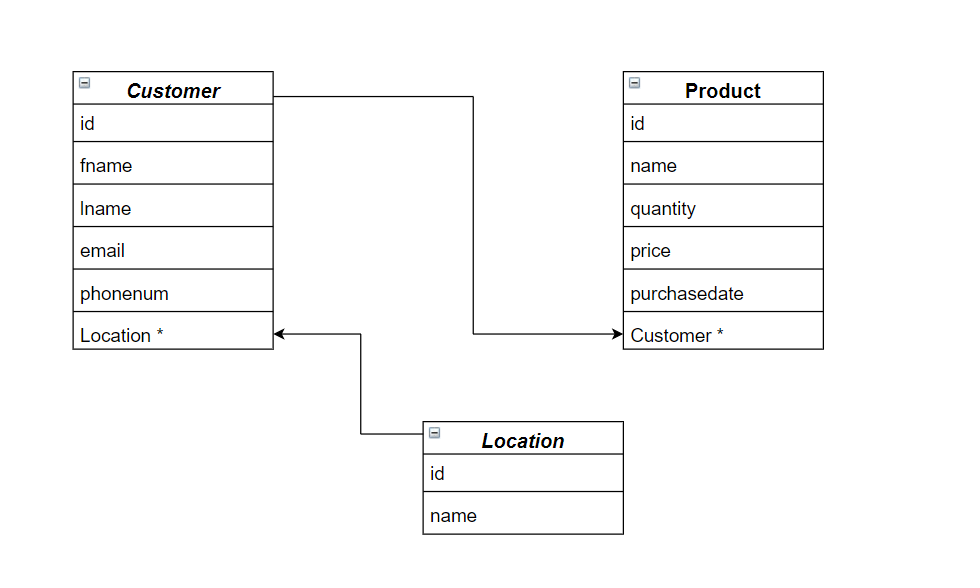 Customer
id
fname
lname
email
phonenum
Location *
Product
id
name
quantity
price
purchasedate
Customer *
Location
id
name